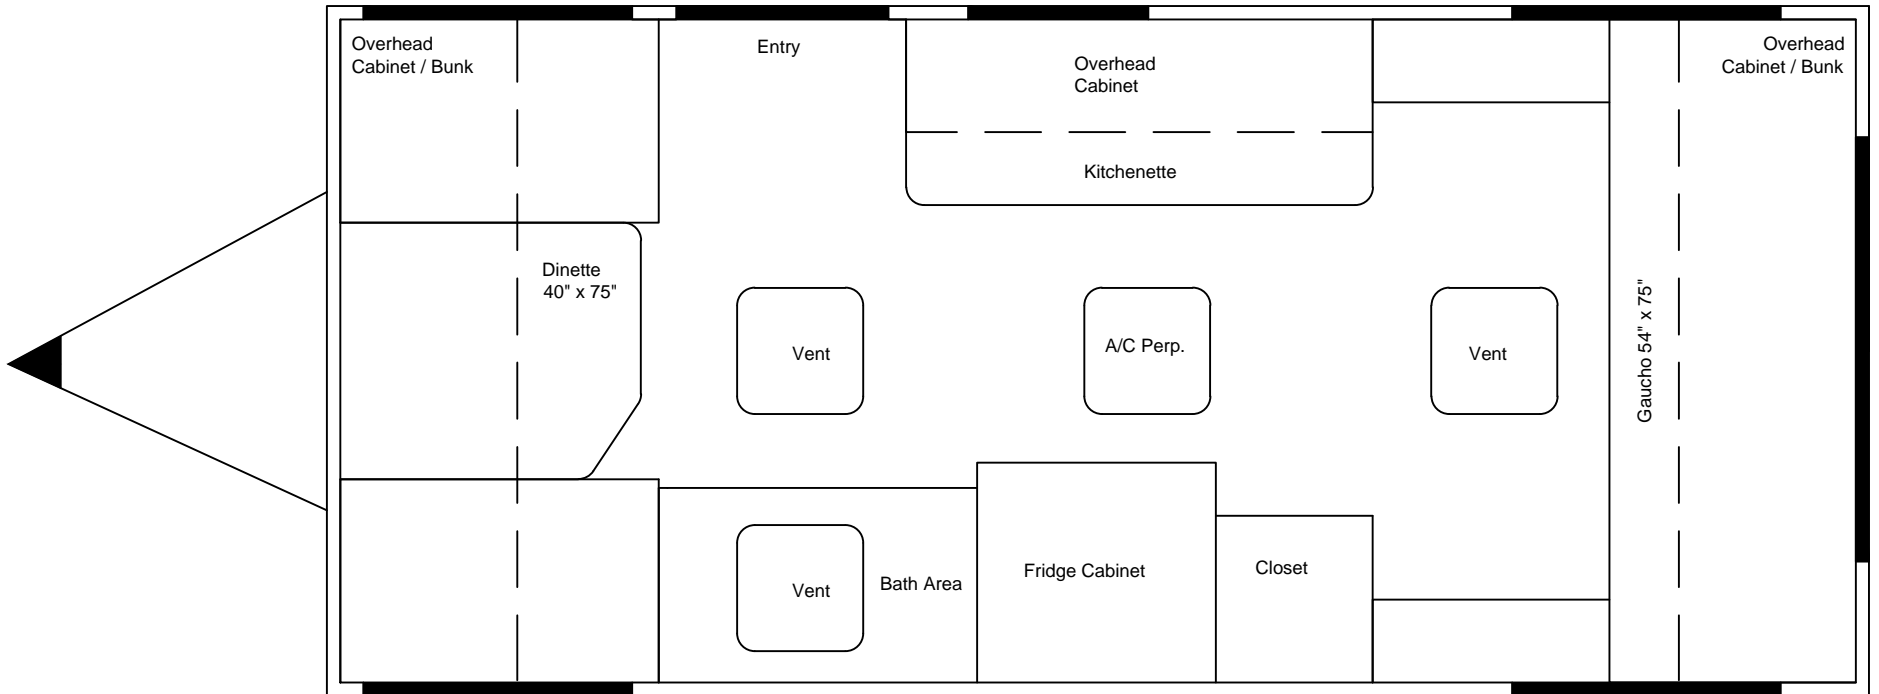 Overhead
Cabinet / Bunk
Entry
Overhead
Cabinet
Overhead
Cabinet / Bunk
Kitchenette
Dinette
40" x 75"
Vent
A/C Perp.
Vent
Gaucho 54" x 75"
Vent
Bath Area
Fridge Cabinet
Closet